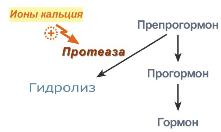 Ионы кальция
Препрогормон
Протеаза
Прогормон
Гидролиз
Гормон